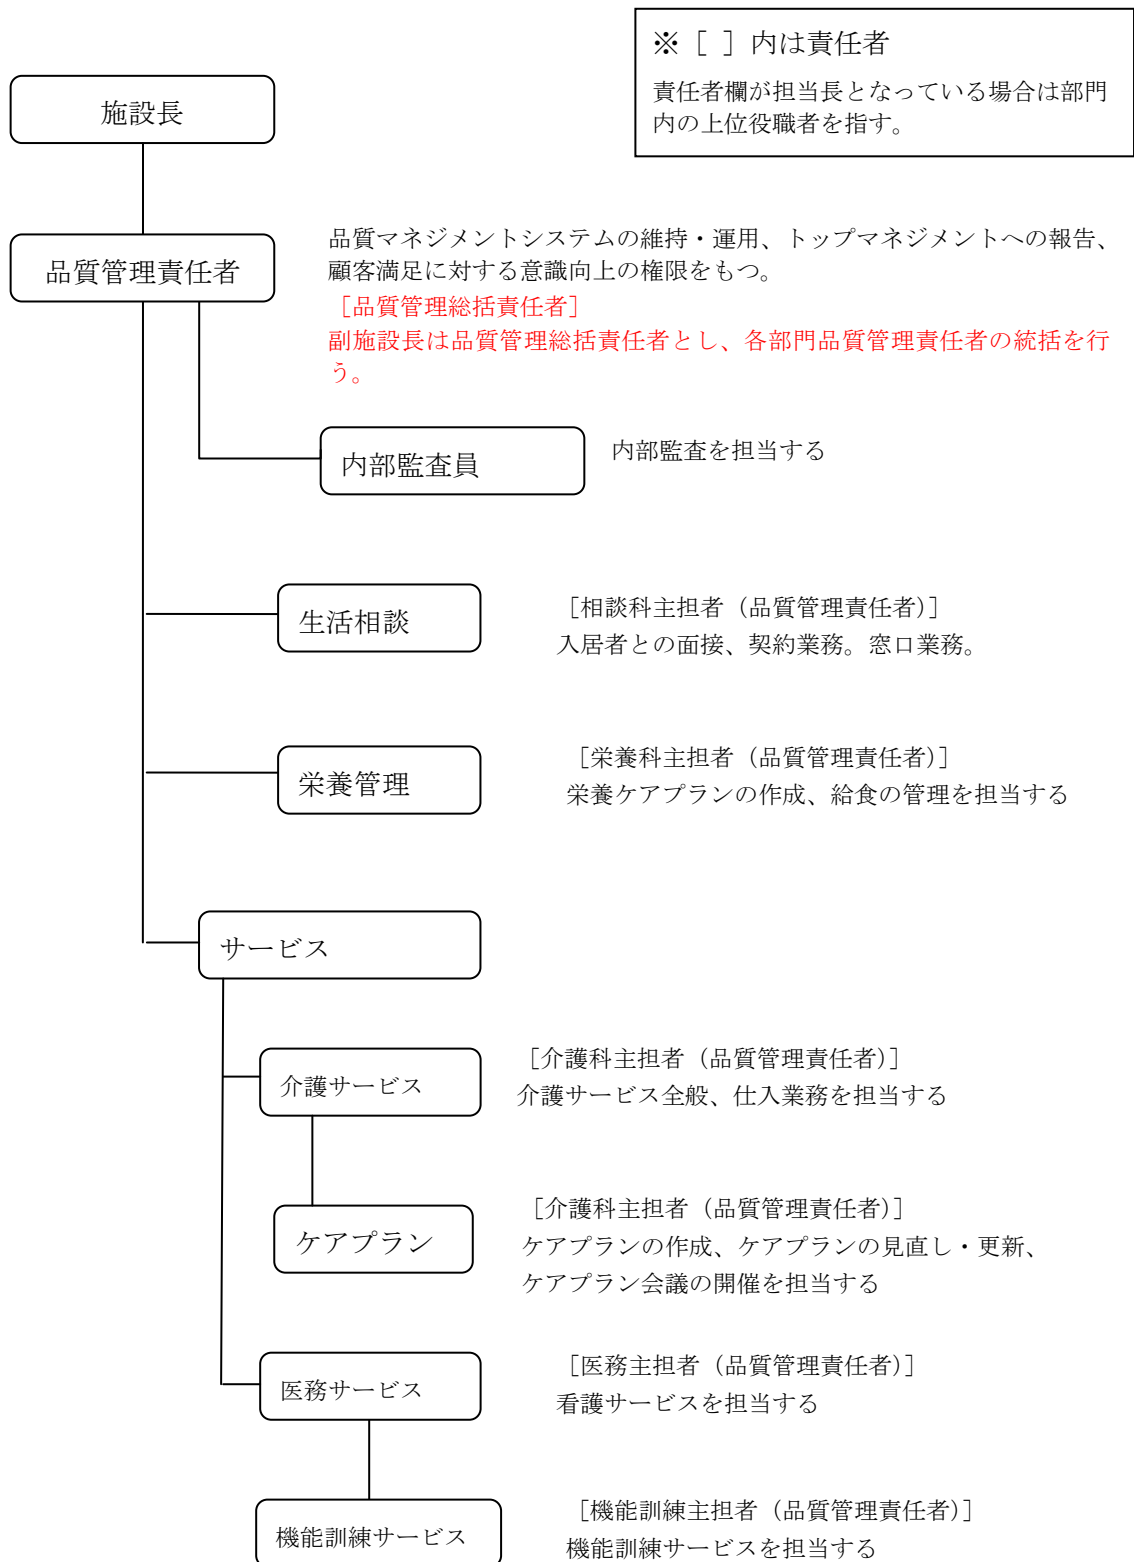 ※［ ］内は責任者
責任者欄が担当長となっている場合は部門
内の上位役職者を指す。
施設長
品質管理責任者
品質マネジメントシステムの維持・運用、トップマネジメントへの報告、
顧客満足に対する意識向上の権限をもつ。
［品質管理総括責任者］
副施設長は品質管理総括責任者とし、各部門品質管理責任者の統括を行
う。
内部監査員
内部監査を担当する
生活相談
［相談科主担者（品質管理責任者）］
入居者との面接、契約業務。窓口業務。
栄養管理
［栄養科主担者（品質管理責任者）］
栄養ケアプランの作成、給食の管理を担当する
サービス
介護サービス
［介護科主担者（品質管理責任者）］
介護サービス全般、仕入業務を担当する
ケアプラン
［介護科主担者（品質管理責任者）］
ケアプランの作成、ケアプランの見直し・更新、
ケアプラン会議の開催を担当する
医務サービス
［医務主担者（品質管理責任者）］
看護サービスを担当する
機能訓練サービス
［機能訓練主担者（品質管理責任者）］
機能訓練サービスを担当する